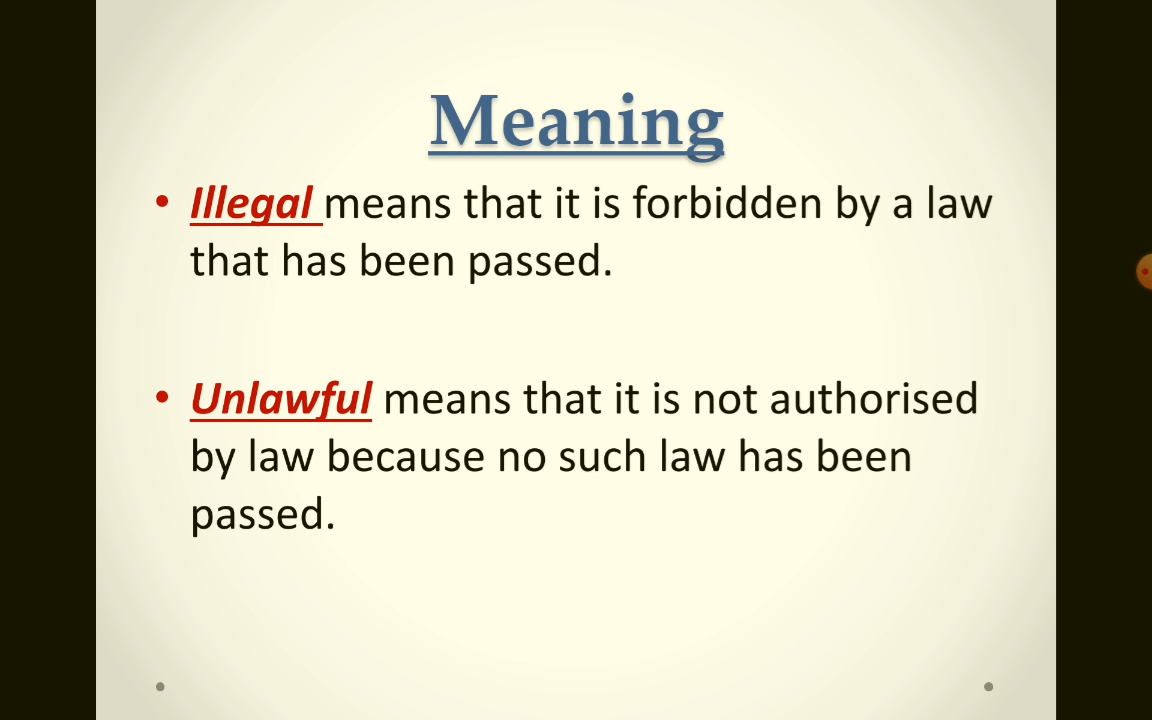 Meaning
• Illegal means that it is forbidden by a law
that has been passed.
• Unlawful means that it is not authorised
by law because no such law has been
passed.